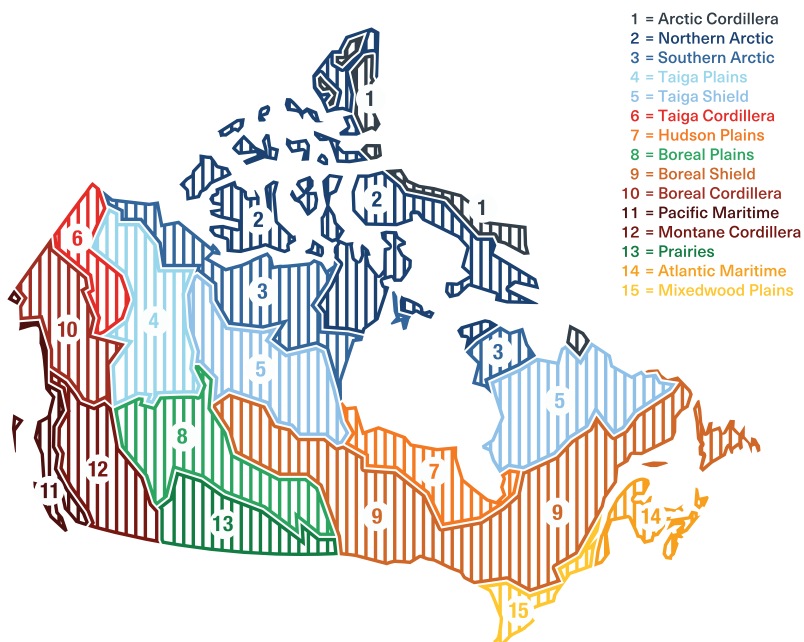 1 = Arctic Cordillera
2 = Northern Arctic
3 = Southern Arctic
4 = Taiga Plains
5 = Taiga Shield
6 = Taiga Cordillera
7 = Hudson Plains
8 = Boreal Plains
9 = Boreal Shield
10 = Boreal Cordillera
11 = Pacific Maritime
12 = Montane Cordillera
13 = Prairies
14 = Atlantic Maritime
15 = Mixedwood Plains
1
2
2
1
6
3
10
4
3
5
5
8
12
7
11
13
9
9
14
15